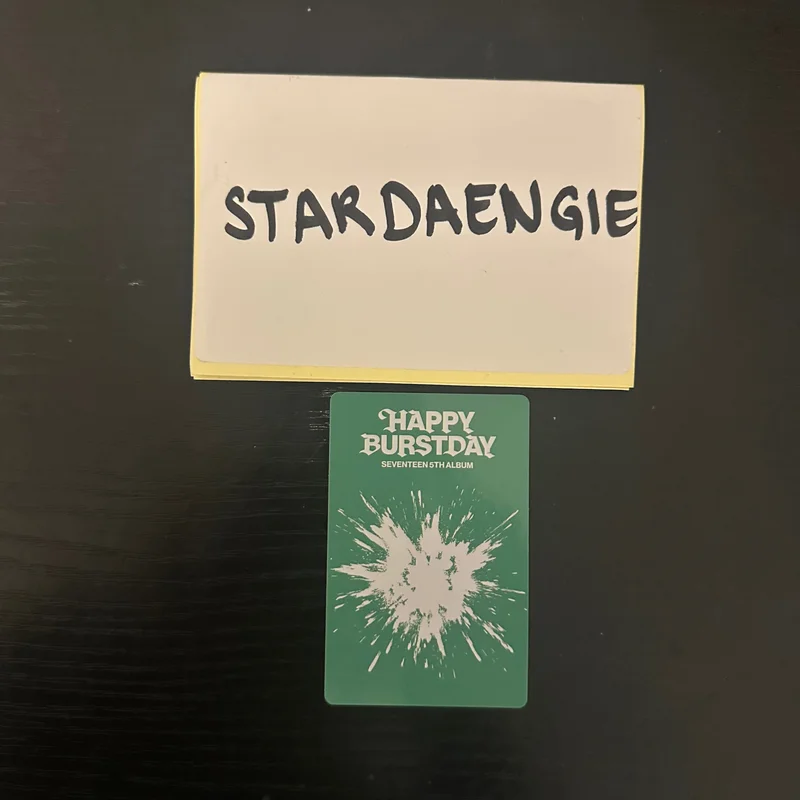 STARDAENGIE
HAPPY
BURSTDAY
SEVENTEEN 5TH ALBUM